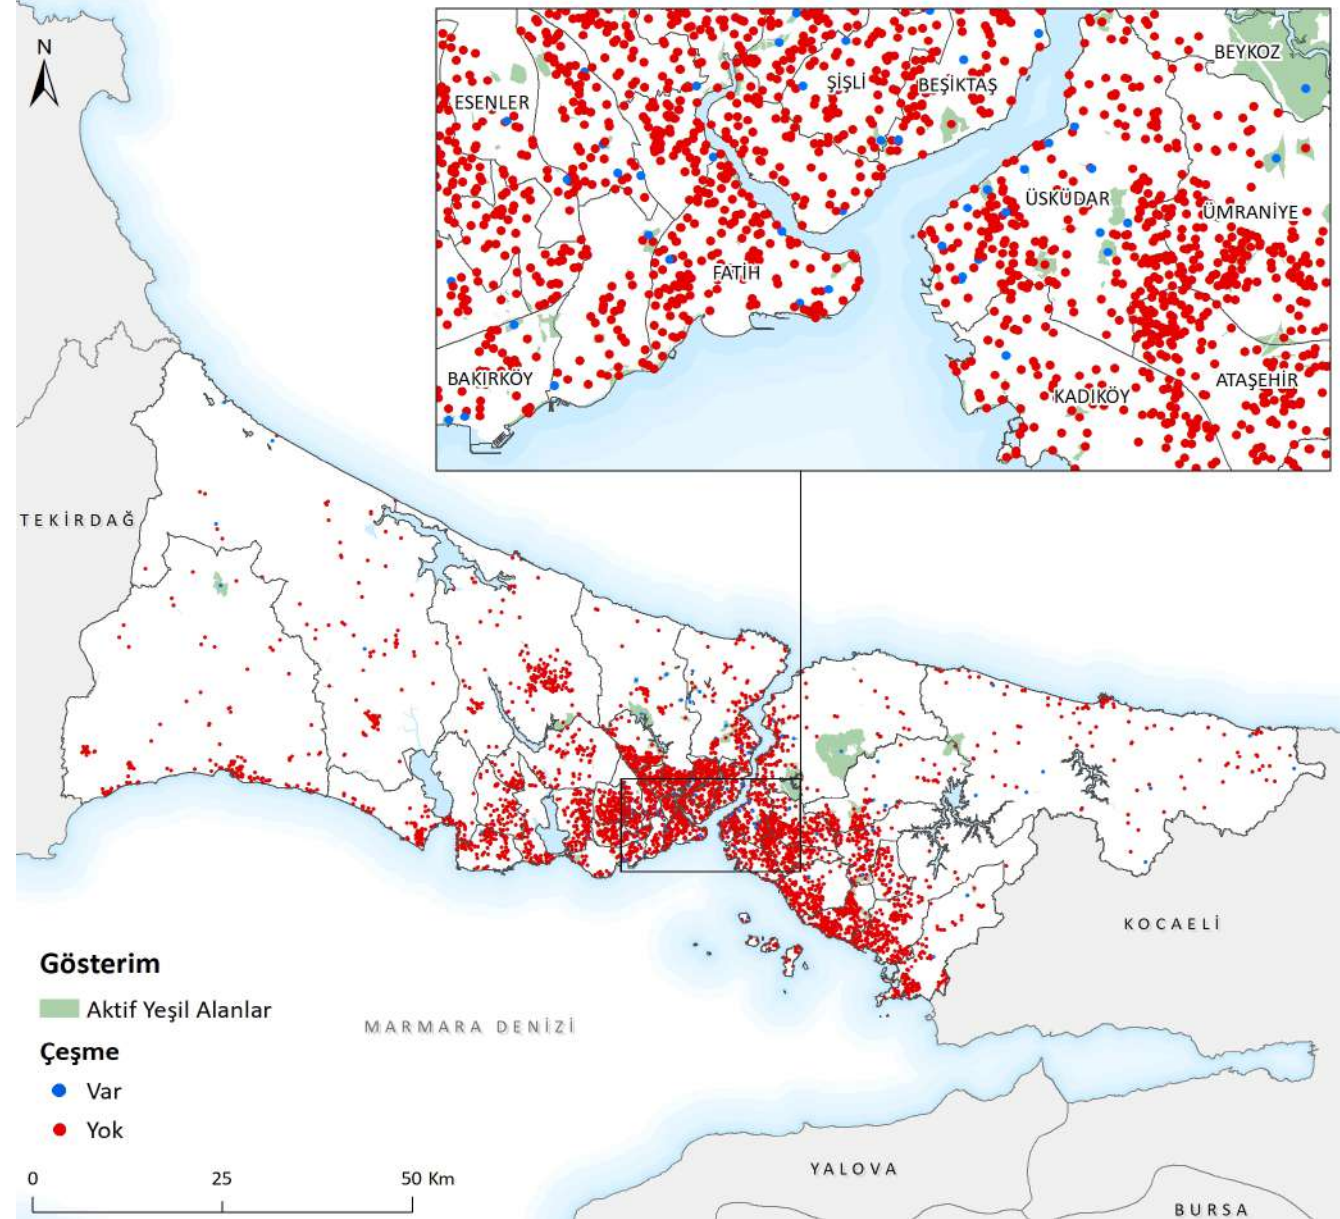 N
BEYKOZ
ŞİŞLİ
BEŞİKTAŞ
ESENLER
ÜSKÜDAR
ÜMRANİYE
FATİH
BAKIRKÖY
KADIKÖY
ATAŞEHİR
TEKİRDAĞ
KOCAELİ
Gösterim
Aktif Yeşil Alanlar
MARMARA DENİZİ
Çeşme
Var
Yok
0 25 50 Km
YALOVA
BURSA